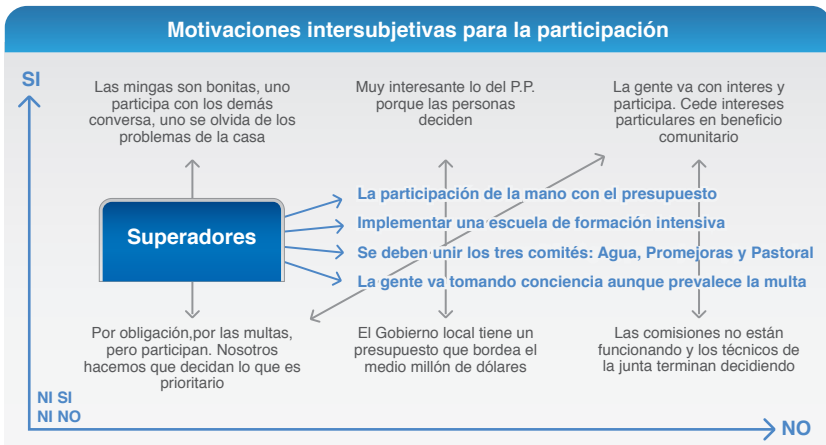 Motivaciones intersubjetivas para la participación
SI
Las mingas son bonitas, uno
participa con los demás
conversa, uno se olvida de los
problemas de la casa
Muy interesante lo del P.P.
porque las personas
deciden
La gente va con interes y
participa. Cede intereses
particulares en beneficio
comunitario
Superadores
La participación de la mano con el presupuesto
Implementar una escuela de formación intensiva
Se deben unir los tres comités: Agua, Promejoras y Pastoral
La gente va tomando conciencia aunque prevalece la multa
Por obligación,por las multas,
pero participan. Nosotros
hacemos que decidan lo que es
prioritario
El Gobierno local tiene un
presupuesto que bordea el
medio millón de dólares
Las comisiones no están
funcionando y los técnicos de
la junta terminan decidiendo
NI SI
NI NO
NO